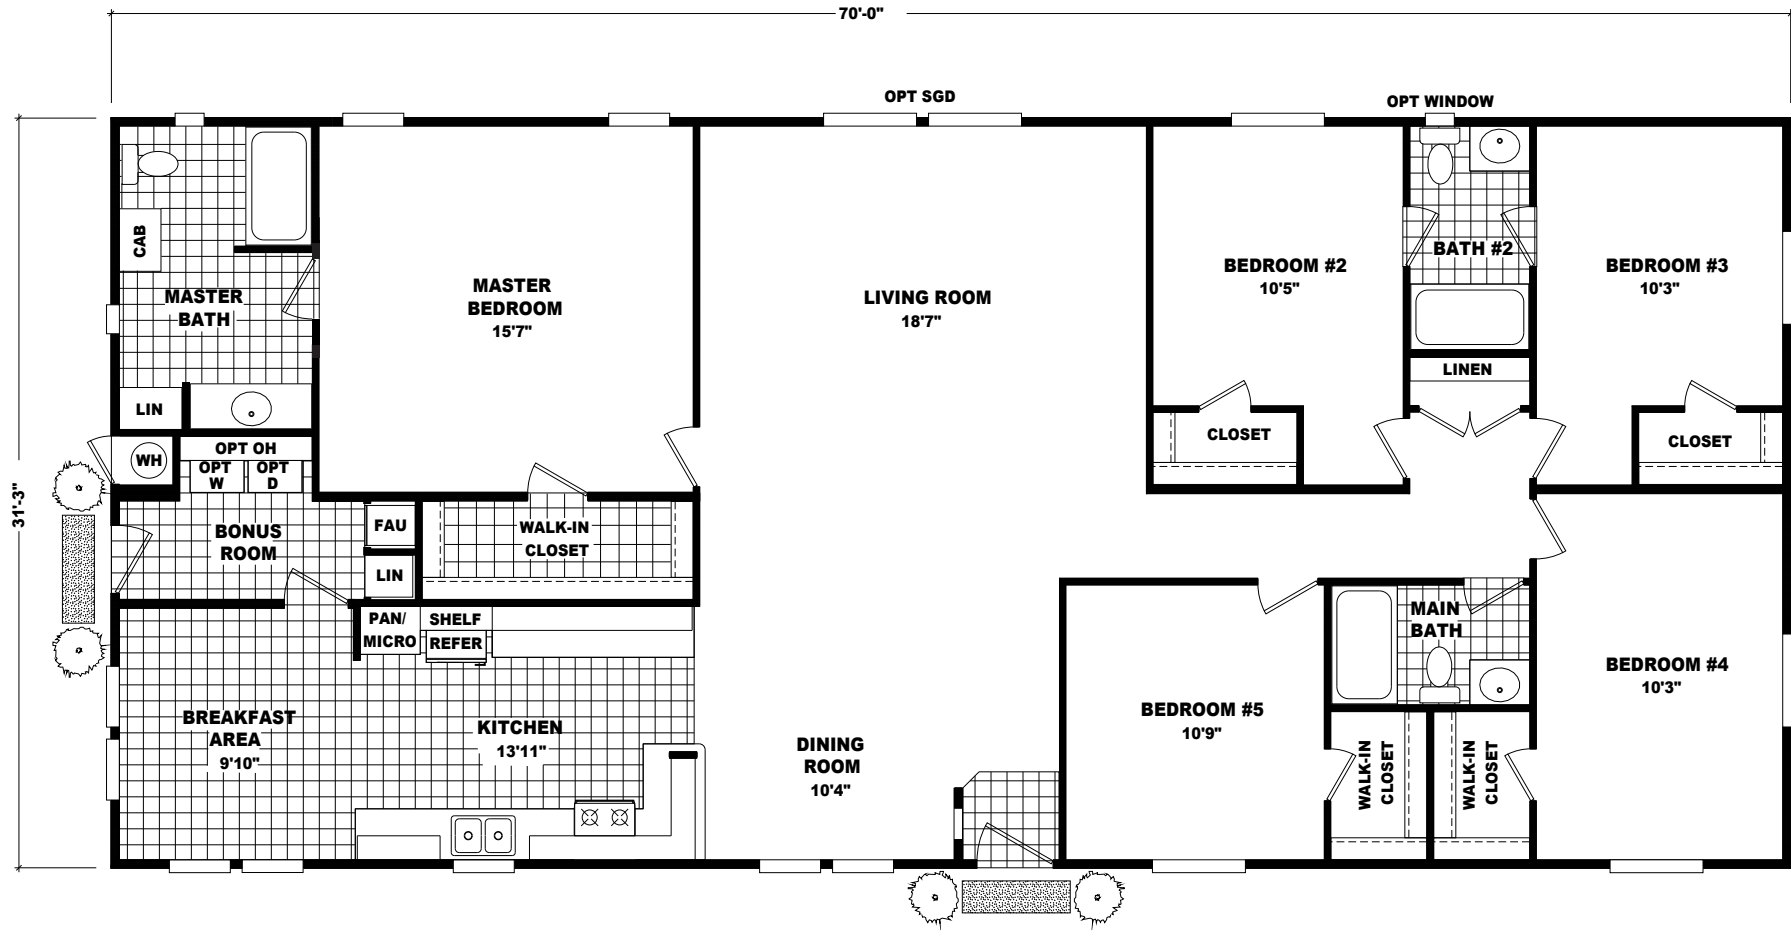 70'-0"
OPT SGD
OPT WINDOW
31'-3"
CAB
MASTER
BATH
LIN
MASTER
BEDROOM
15'7"
LIVING ROOM
18'7"
BEDROOM #2
10'5"
BATH #2
BEDROOM #3
10'3"
LINEN
CLOSET
CLOSET
WH
OPT OH
OPT
W
OPT
D
BONUS
ROOM
FAU
LIN
WALK-IN
CLOSET
PAN/
MICRO
SHELF
REFER
BREAKFAST
AREA
9'10"
KITCHEN
13'11"
DINING
ROOM
10'4"
BEDROOM #5
10'9"
MAIN
BATH
WALK-IN
CLOSET
WALK-IN
CLOSET
BEDROOM #4
10'3"